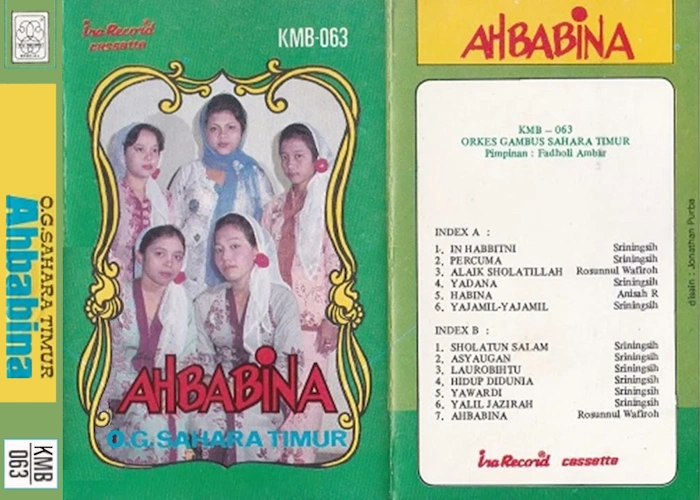 O.G.SAHARA TIMUR
Ahbabina
KMB
063
Ira Record
cassette
KMB-063
AHBABINA
O.G. SAHARA TIMUR
AHBABINA
KMB – 063
ORKES GAMBUS SAHARA TIMUR
Pimpinan : Fadholi Ambar
INDEX A :
1. IN HABBITNI Sriningsih
2. PERCUMA Sriningsih
3. ALAIK SHOLATILLAH Rosunnul Wafiroh
4. YADANA Sriningsih
5. HABINA Anisah R
6. YAJAMIL-YAJAMIL Sriningsih
INDEX B :
1. SHOLATUN SALAM Sriningsih
2. ASYAUGAN Sriningsih
3. LAUROBIHTU Sriningsih
4. HIDUP DIDUNIA Sriningsih
5. YAWARDI Sriningsih
6. YALIL JAZIRAH Sriningsih
7. AHBABINA Rosunnul Wafiroh
Ira Record cassette
disain : Jonathan Purba